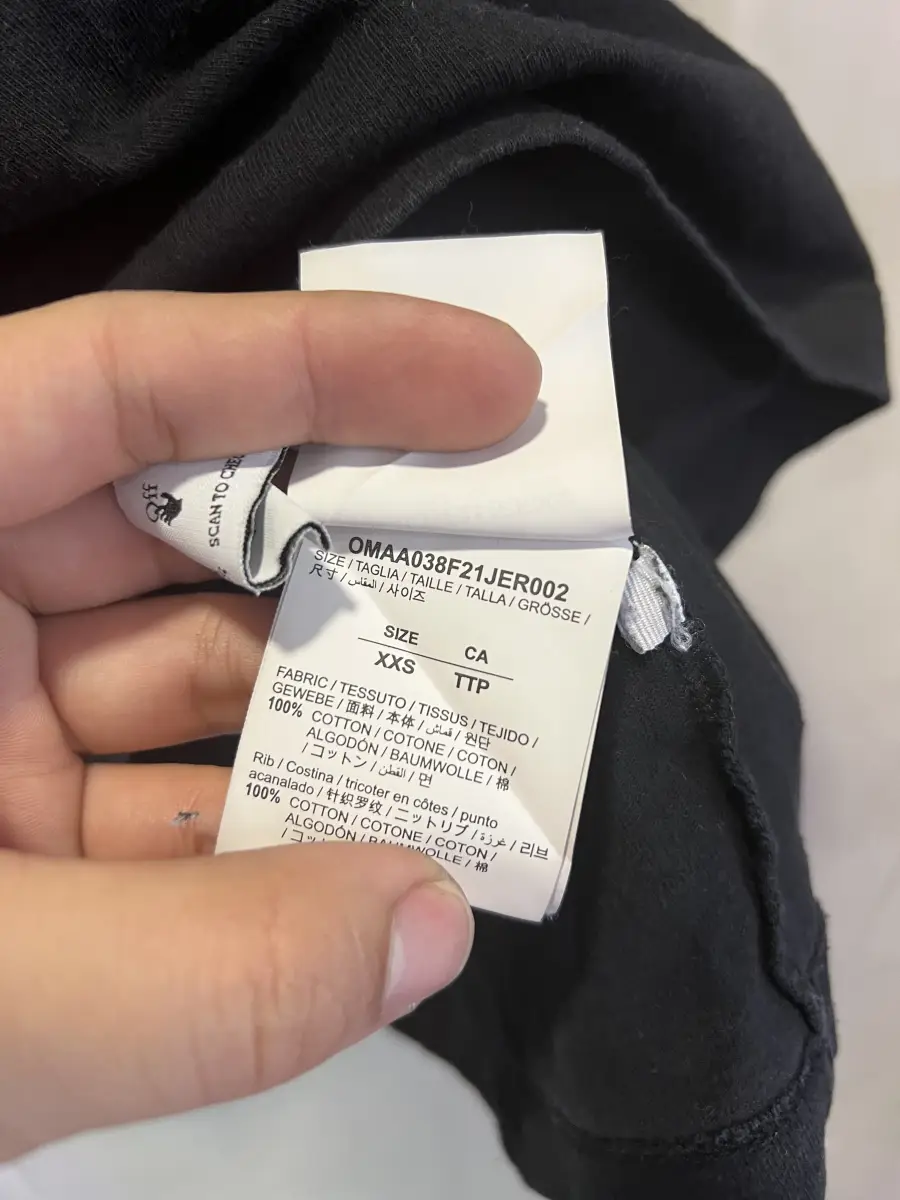 SCAN TO CHEC
OMAA038F21JER002
SIZE / TAGLIA / TAILLE / TALLA / GRÖSSE /
尺寸 / المقاس / 사이즈
SIZE CA
XXS TTP
FABRIC / TESSUTO / TISSUS / TEJIDO /
GEWEBE / 面料 / 本体 / قماش / 원단
100% COTTON / COTONE / COTON /
ALGODÓN / BAUMWOLLE / 棉
/ コットン / القطن / 면
Rib / Costina / tricoter en côtes / punto
acanalado / 针织罗纹 / ニットリブ / غرزة / 리브
100% COTTON / COTONE / COTON /
ALGODÓN / BAUMWOLLE / 棉